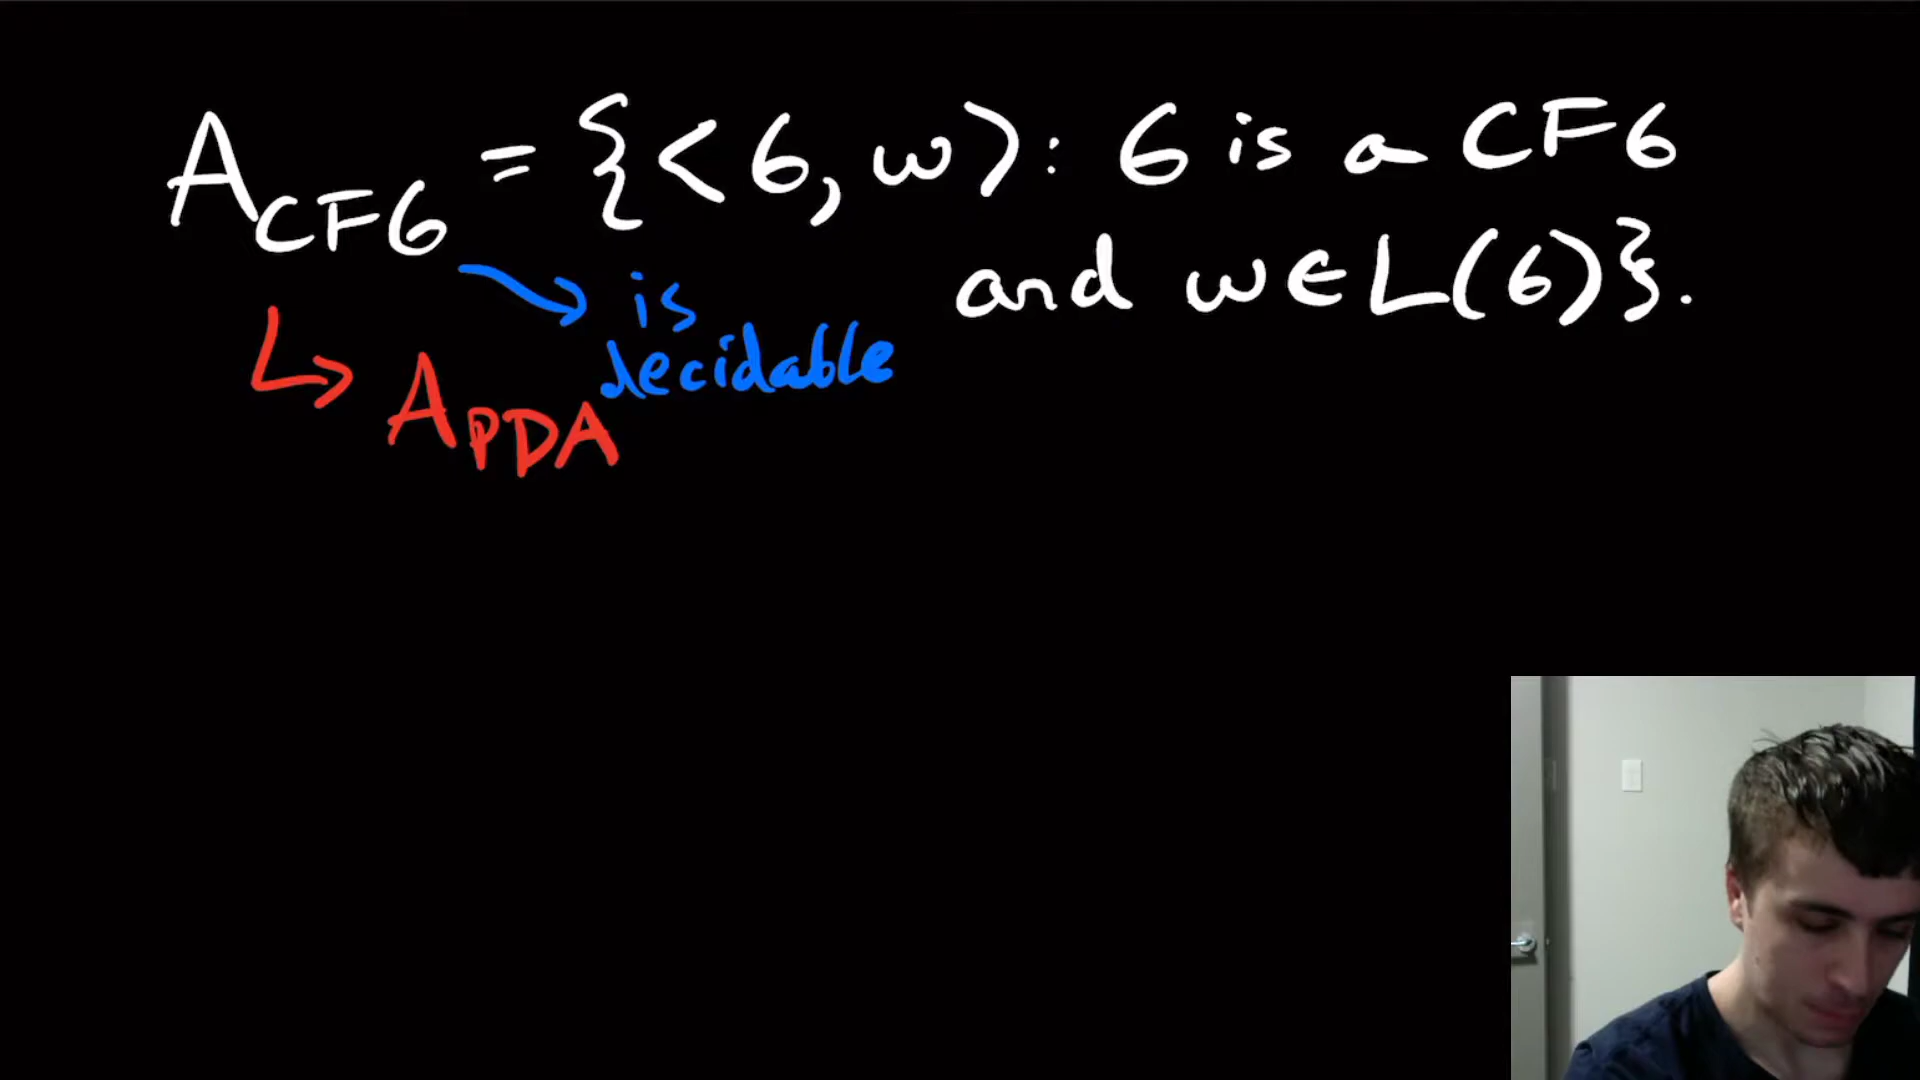 A_CFG = {<G, w>: G is a CFG
and w∈L(G)}.
is
decidable
A_PDA